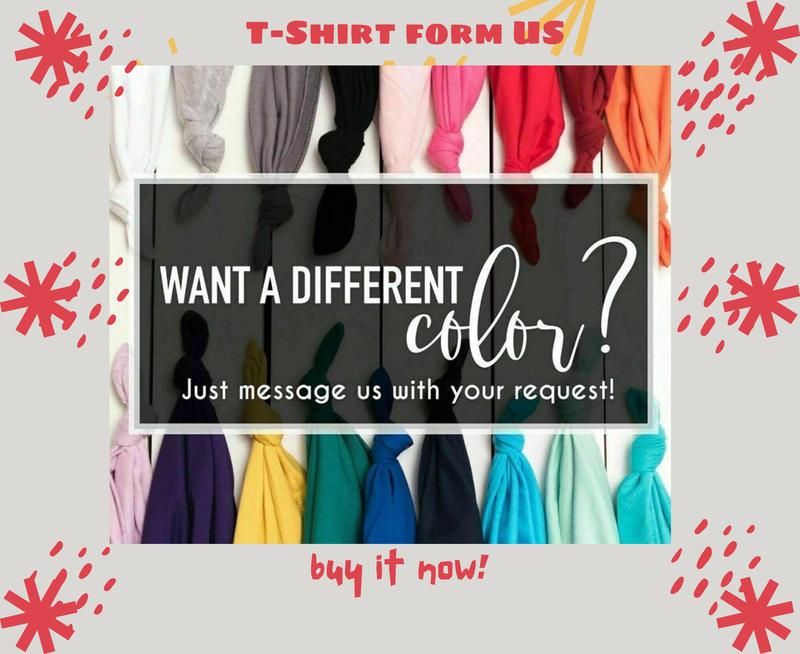 T-Shirt form US
WANT A DIFFERENT
color?
Just message us with your request!
buy it now!